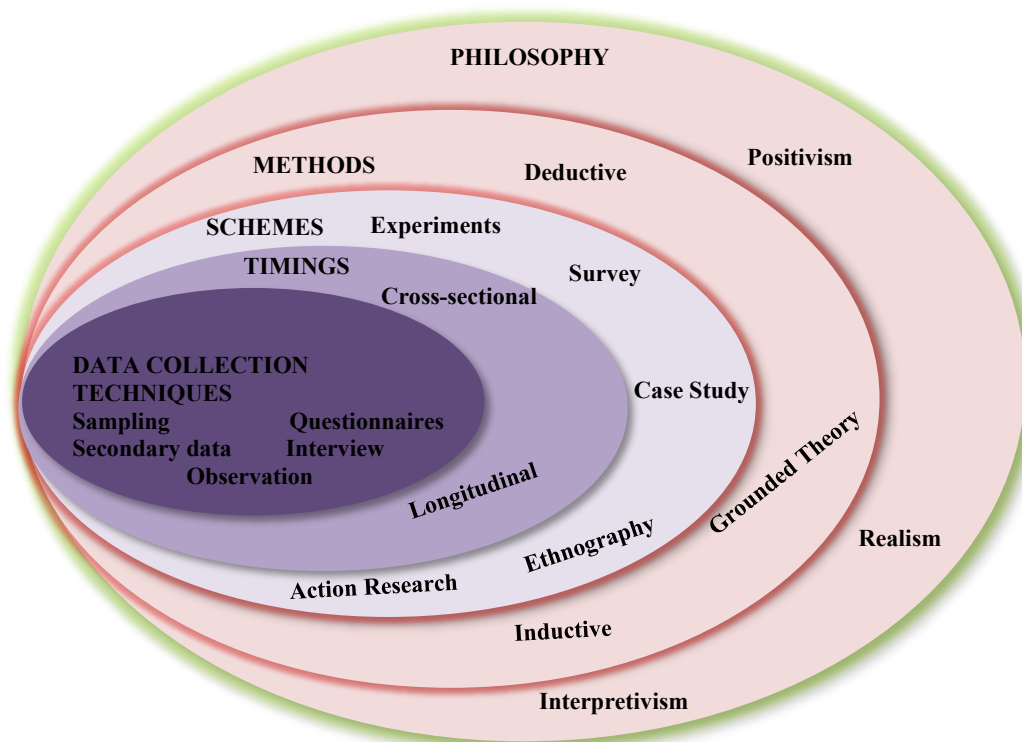 PHILOSOPHY
Positivism
METHODS
Deductive
SCHEMES
Experiments
TIMINGS
Survey
Cross-sectional
DATA COLLECTION
TECHNIQUES
Sampling Questionnaires
Secondary data Interview
Observation
Case Study
Longitudinal
Grounded Theory
Ethnography
Realism
Action Research
Inductive
Interpretivism